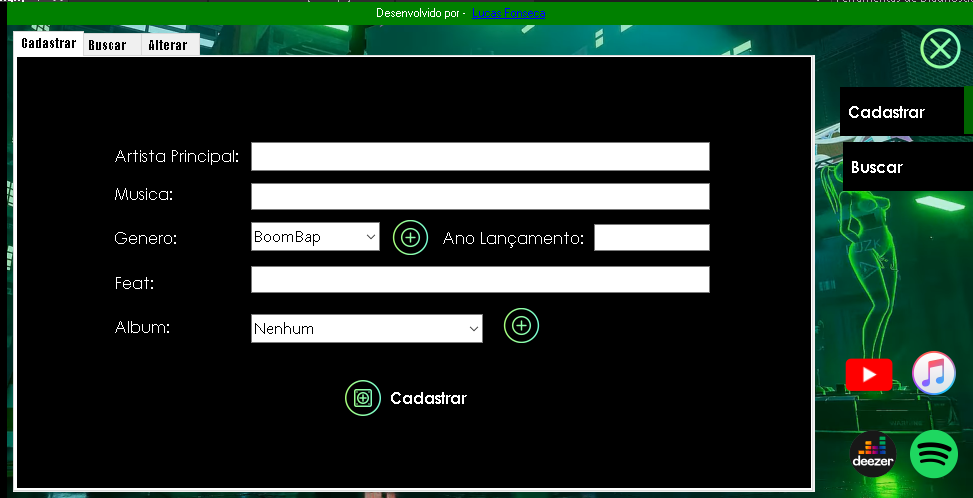 Desenvolvido por - Lucas Fonseca
Cadastrar Buscar Alterar
Cadastrar
Buscar
Artista Principal:
Musica:
Genero: BoomBap Ano Lançamento:
Feat:
Album: Nenhum
Cadastrar
deezer